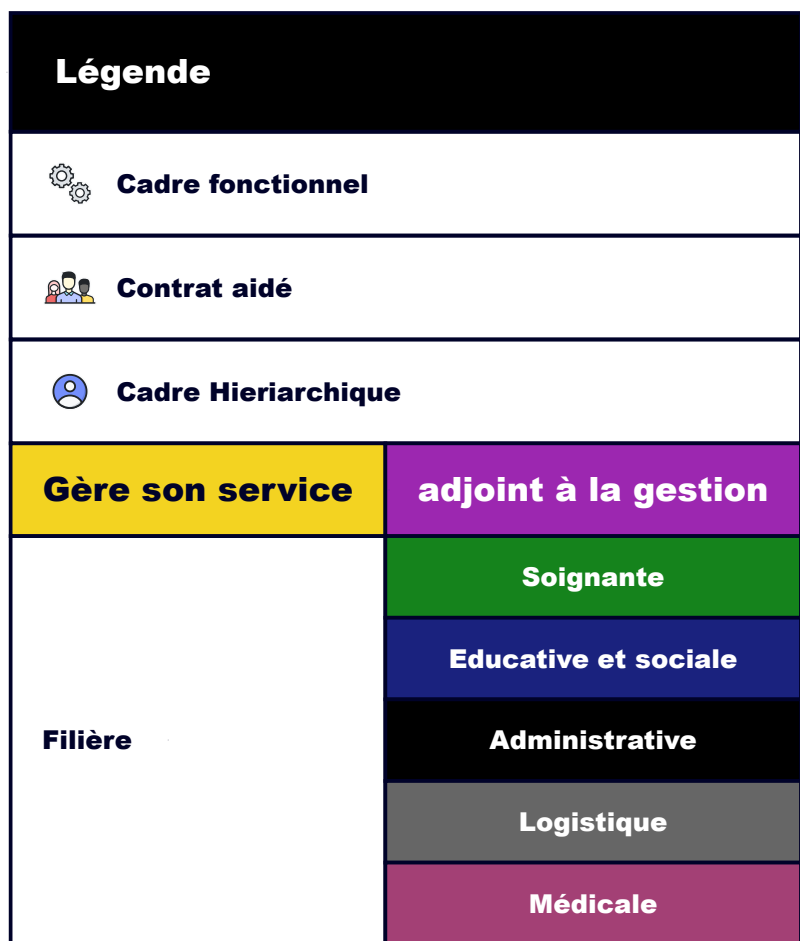 Légende
Cadre fonctionnel
Contrat aidé
Cadre Hieriarchique
Gère son service
adjoint à la gestion
Filière
Soignante
Educative et sociale
Administrative
Logistique
Médicale